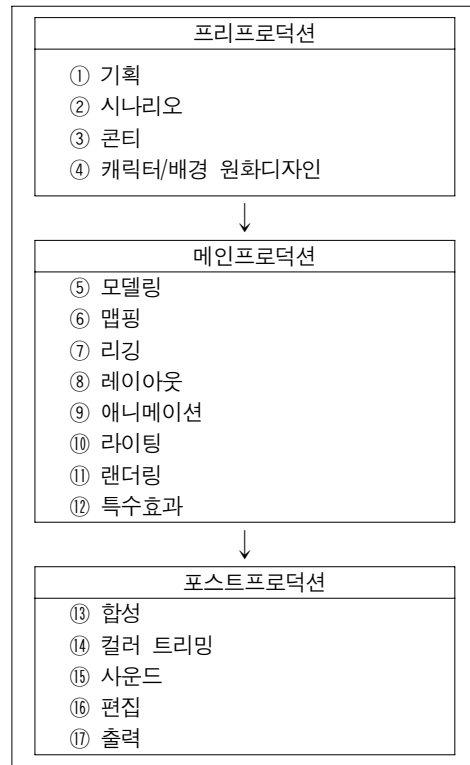 프리프로덕션
① 기획
② 시나리오
③ 콘티
④ 캐릭터/배경 원화디자인
↓
메인프로덕션
⑤ 모델링
⑥ 맵핑
⑦ 리깅
⑧ 레이아웃
⑨ 애니메이션
⑩ 라이팅
⑪ 랜더링
⑫ 특수효과
↓
포스트프로덕션
⑬ 합성
⑭ 컬러 트리밍
⑮ 사운드
⑯ 편집
⑰ 출력